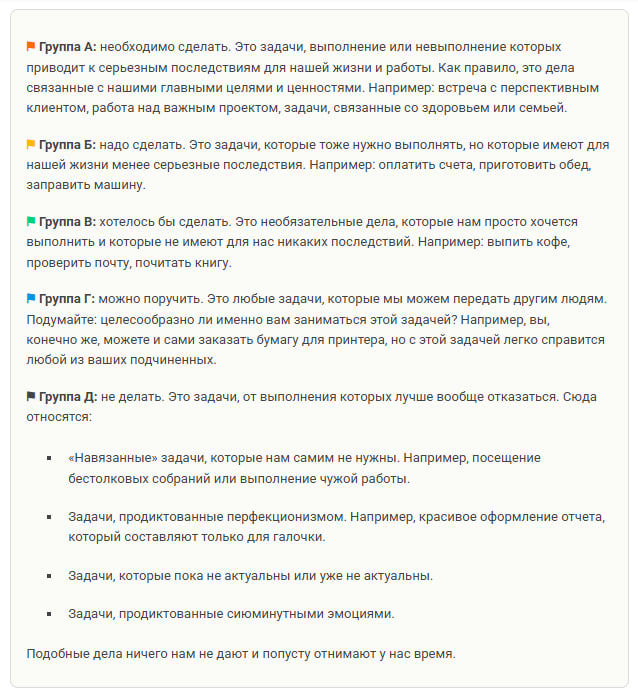 Группа А: необходимо сделать. Это задачи, выполнение или невыполнение которых
приводит к серьезным последствиям для нашей жизни и работы. Как правило, это дела
связанные с нашими главными целями и ценностями. Например: встреча с перспективным
клиентом, работа над важным проектом, задачи, связанные со здоровьем или семьей.
Группа Б: надо сделать. Это задачи, которые тоже нужно выполнять, но которые имеют для
нашей жизни менее серьезные последствия. Например: оплатить счета, приготовить обед,
заправить машину.
Группа В: хотелось бы сделать. Это необязательные дела, которые нам просто хочется
выполнить и которые не имеют для нас никаких последствий. Например: выпить кофе,
проверить почту, почитать книгу.
Группа Г: можно поручить. Это любые задачи, которые мы можем передать другим людям.
Подумайте: целесообразно ли именно вам заниматься этой задачей? Например, вы,
конечно же, можете и сами заказать бумагу для принтера, но с этой задачей легко справится
любой из ваших подчиненных.
Группа Д: не делать. Это задачи, от выполнения которых лучше вообще отказаться. Сюда
относятся:
▪ «Навязанные» задачи, которые нам самим не нужны. Например, посещение
бестолковых собраний или выполнение чужой работы.
▪ Задачи, продиктованные перфекционизмом. Например, красивое оформление отчета,
который составляют только для галочки.
▪ Задачи, которые пока не актуальны или уже не актуальны.
▪ Задачи, продиктованные сиюминутными эмоциями.
Подобные дела ничего нам не дают и попусту отнимают у нас время.